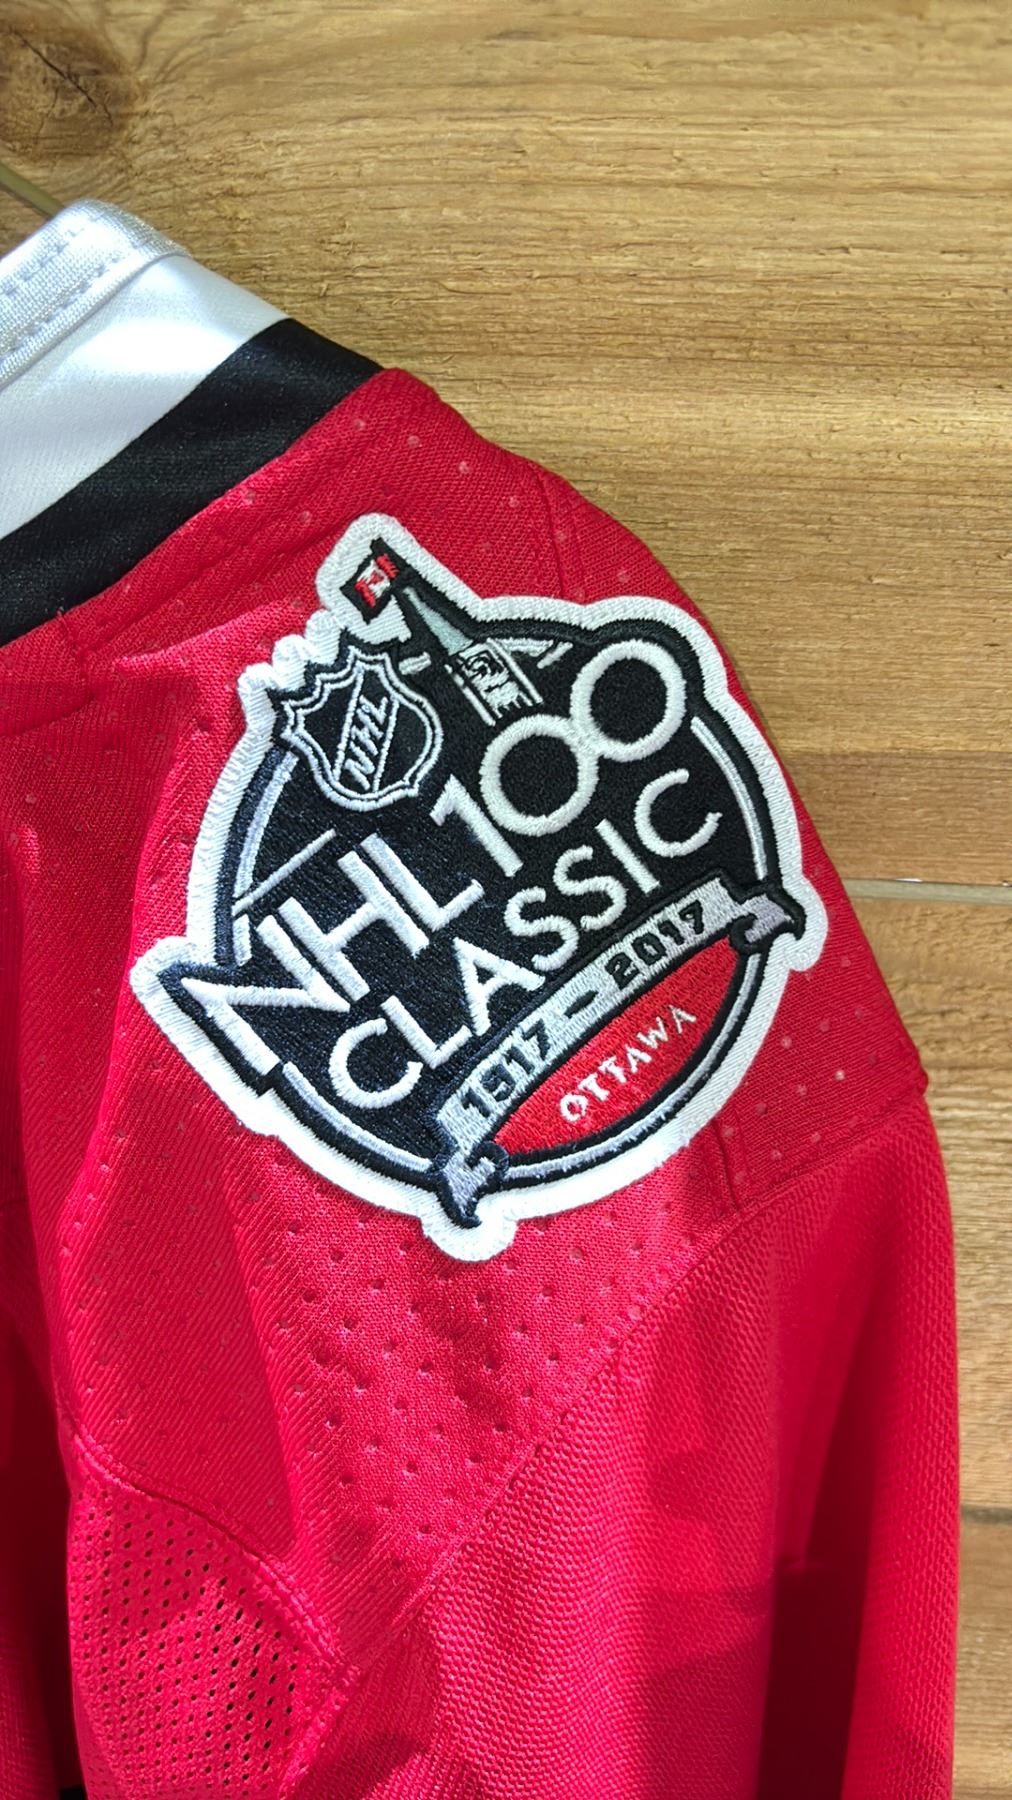 NHL
NHL 100
CLASSIC
1917 - 2017
OTTAWA